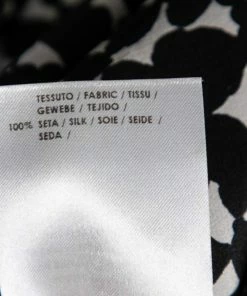 TESSUTO / FABRIC / TISSU /
GEWEBE / TEJIDO /
100% SETA / SILK / SOIE / SEIDE /
SEDA /